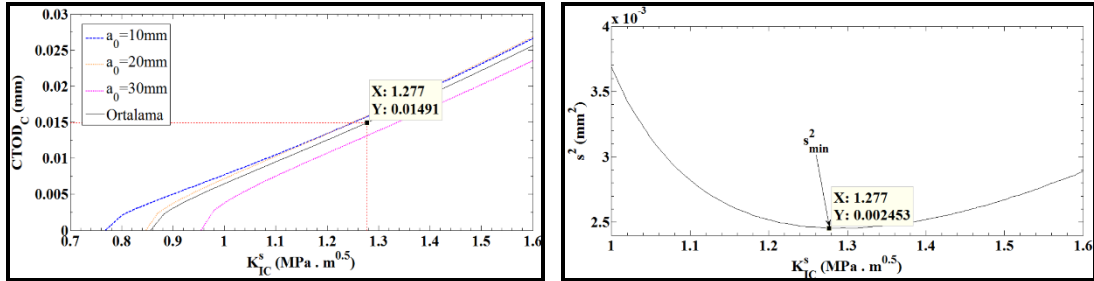 0.03
0.025
0.02
0.015
0.01
0.005
0
CTOD_C (mm)
a_0=10mm
a_0=20mm
a_0=30mm
Ortalama
X: 1.277
Y: 0.01491
0.7 0.8 0.9 1 1.1 1.2 1.3 1.4 1.5 1.6
K_IC^s (MPa . m^0.5)
x 10^-3
4
3.5
3
2.5
s^2 (mm^2)
s^2_min
X: 1.277
Y: 0.002453
1 1.1 1.2 1.3 1.4 1.5 1.6
K_IC^s (MPa . m^0.5)